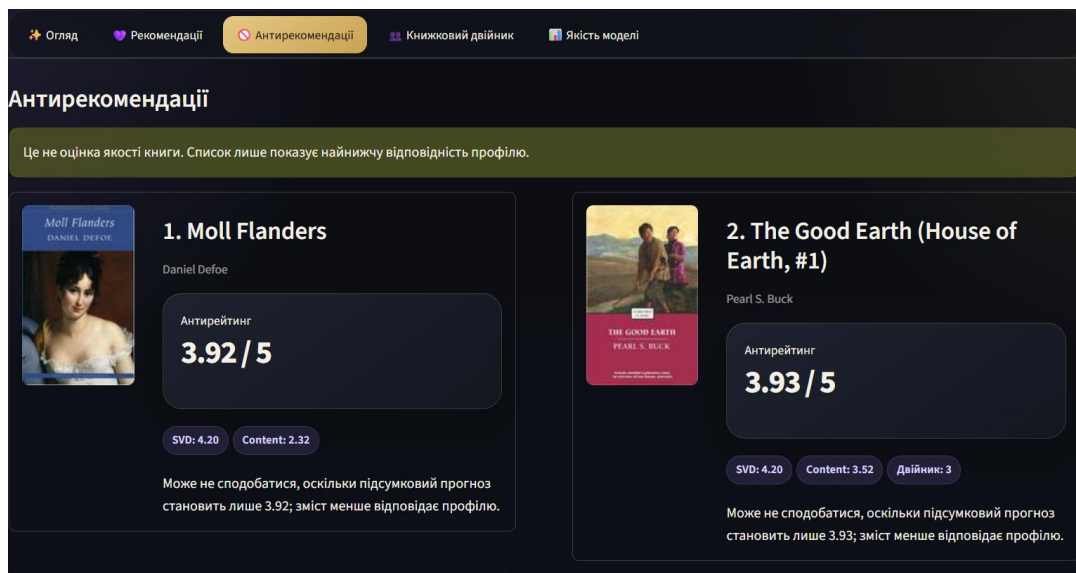 ✨ Огляд
💜 Рекомендації
🚫 Антирекомендації
👥 Книжковий двійник
📊 Якість моделі
Антирекомендації
Це не оцінка якості книги. Список лише показує найнижчу відповідність профілю.
Moll Flanders
DANIEL DEFOE
1. Moll Flanders
Daniel Defoe
Антирейтинг
3.92 / 5
SVD: 4.20
Content: 2.32
Може не сподобатися, оскільки підсумковий прогноз
становить лише 3.92; зміст менше відповідає профілю.
THE GOOD EARTH
PEARL S. BUCK
2. The Good Earth (House of
Earth, #1)
Pearl S. Buck
Антирейтинг
3.93 / 5
SVD: 4.20
Content: 3.52
Двійник: 3
Може не сподобатися, оскільки підсумковий прогноз
становить лише 3.93; зміст менше відповідає профілю.